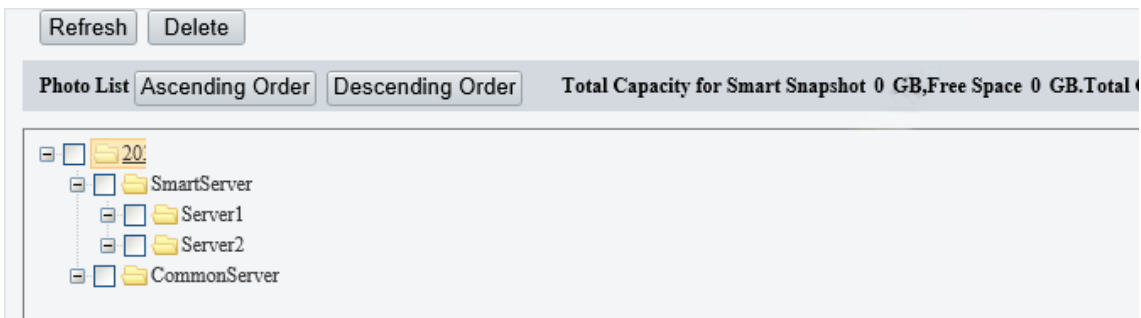 Refresh Delete
Photo List Ascending Order Descending Order Total Capacity for Smart Snapshot 0 GB,Free Space 0 GB.Total
SmartServer
Server1
Server2
CommonServer